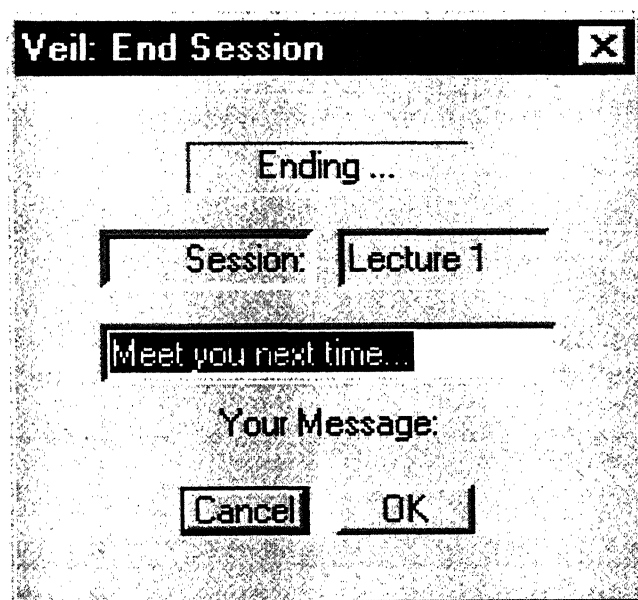 Veil: End Session
Ending ...
Session: Lecture 1
Meet you next time...
Your Message:
Cancel OK